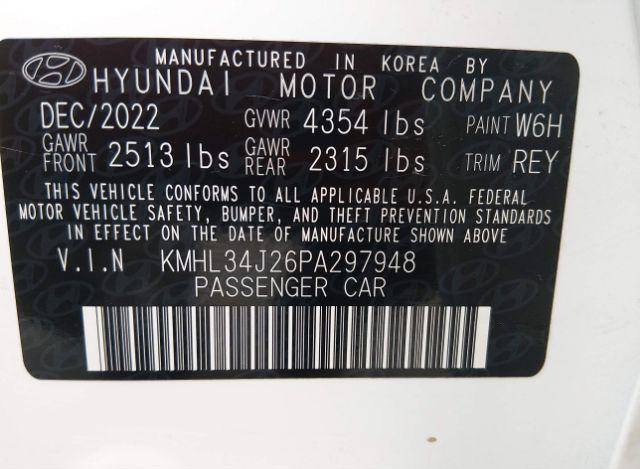 MANUFACTURED IN KOREA BY
HYUNDAI MOTOR COMPANY
DEC/2022 GVWR 4354 lbs PAINT W6H
GAWR FRONT 2513 lbs GAWR REAR 2315 lbs TRIM REY
THIS VEHICLE CONFORMS TO ALL APPLICABLE U.S.A. FEDERAL
MOTOR VEHICLE SAFETY, BUMPER, AND THEFT PREVENTION STANDARDS
IN EFFECT ON THE DATE OF MANUFACTURE SHOWN ABOVE
V.I.N KMHL34J26PA297948
PASSENGER CAR